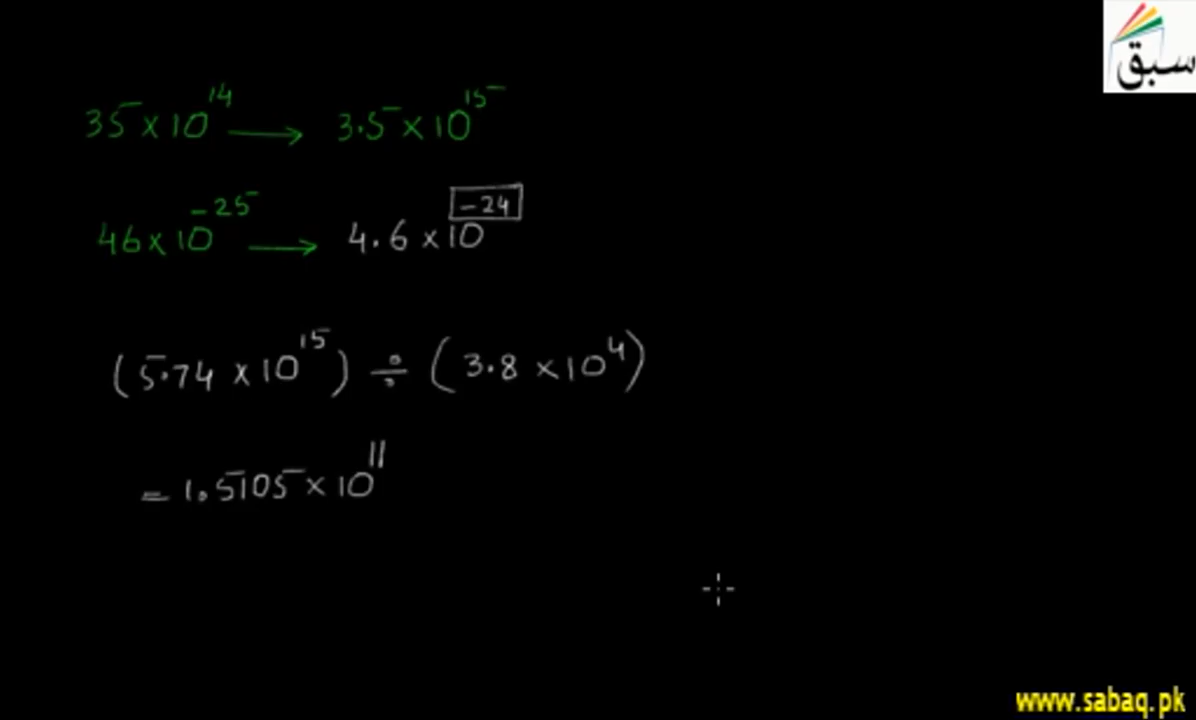 سبق
35 × 10^14 → 3.5 × 10^15
46 × 10^-25 → 4.6 × 10^-24
(5.74 × 10^15) ÷ (3.8 × 10^4)
= 1.5105 × 10^11
www.sabaq.pk